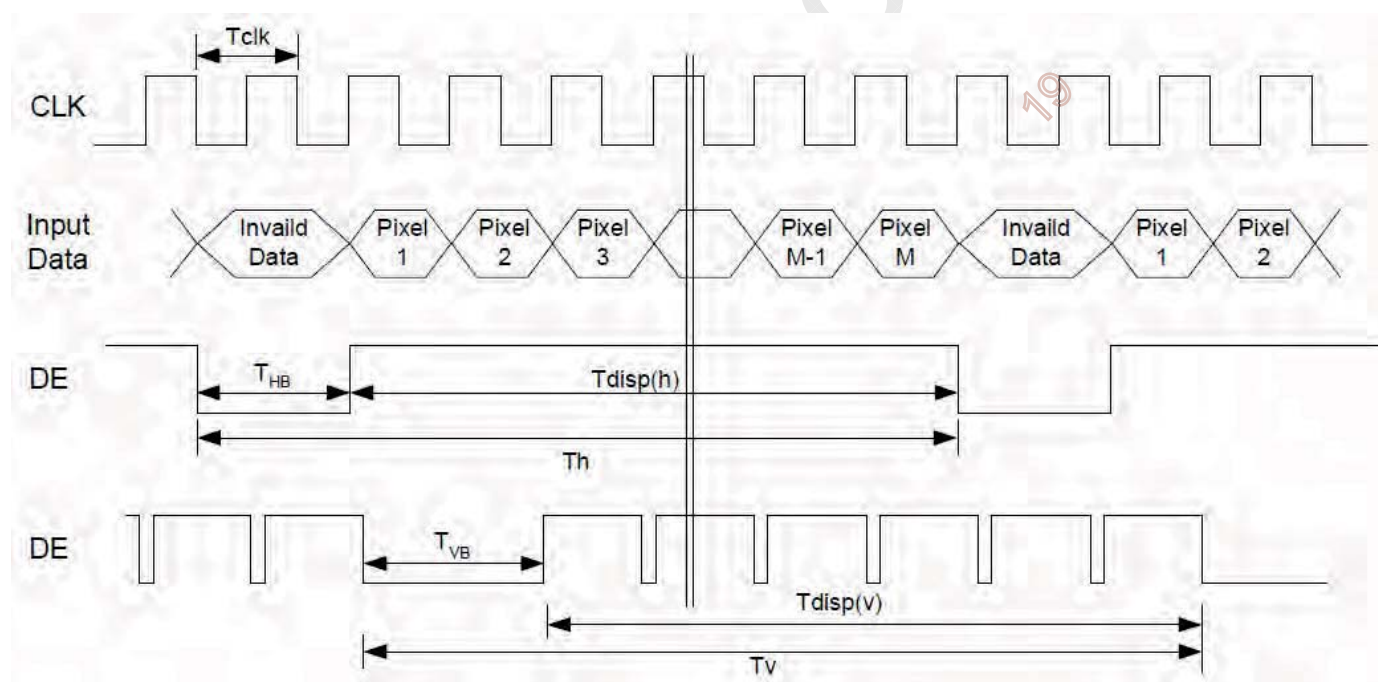 Tclk
CLK
19
Input
Data
Invaild
Data
Pixel
1
Pixel
2
Pixel
3
Pixel
M-1
Pixel
M
Invaild
Data
Pixel
1
Pixel
2
DE
THB
Tdisp(h)
Th
DE
TVB
Tdisp(v)
Tv